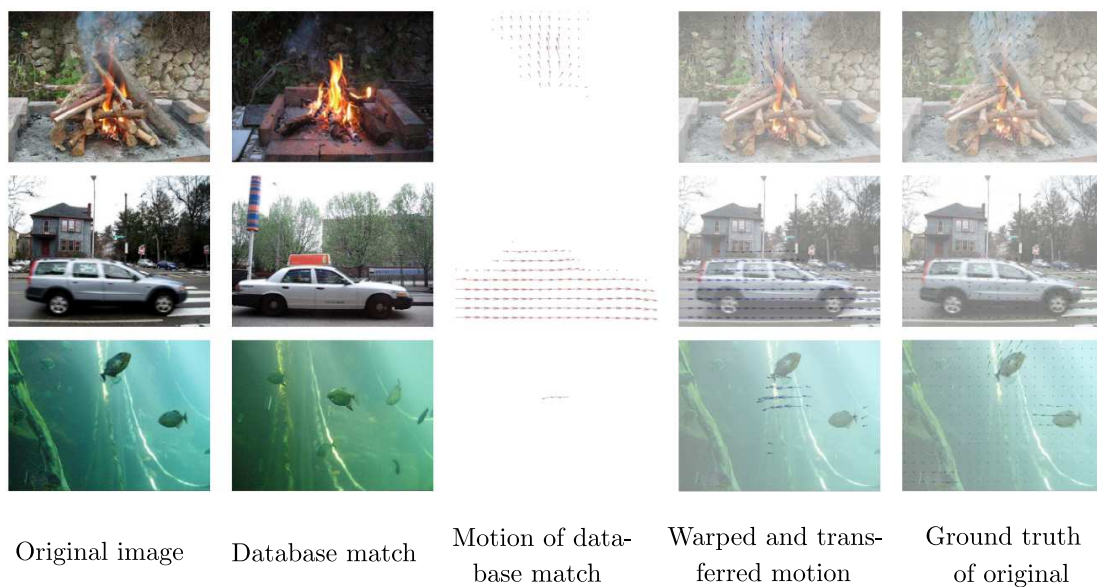 Original image
Database match
Motion of data-
base match
Warped and trans-
ferred motion
Ground truth
of original